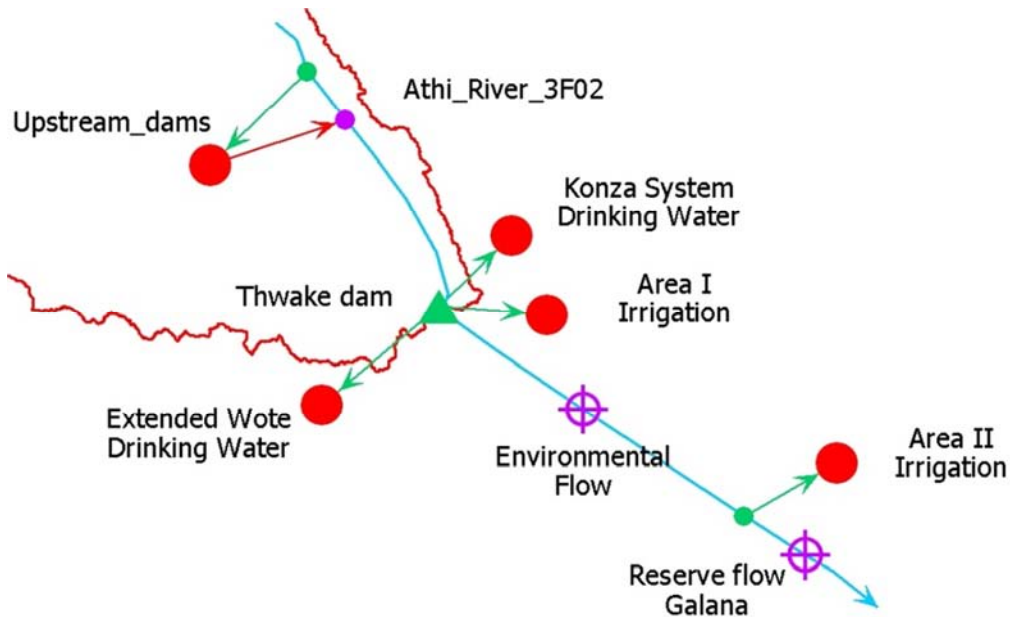 Athi_River_3F02
Upstream_dams
Konza System
Drinking Water
Thwake dam
Area I
Irrigation
Extended Wote
Drinking Water
Environmental
Flow
Area II
Irrigation
Reserve flow
Galana